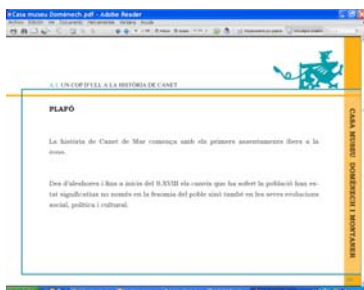 Casa museu Domènech.pdf - Adobe Reader
A.1 UN COP D'ULL A LA HISTÒRIA DE CANET
PLAFÓ
La història de Canet de Mar comença amb els primers assentaments ibers a la
zona.
Des d'aleshores i fins a inicis del S.XVIII els canvis que ha sofert la població han es-
tat significatius no només en la fesomia del poble sinó també en les seves evolucions
social, política i cultural.
CASA MUSEU DOMÈNECH I MONTANER